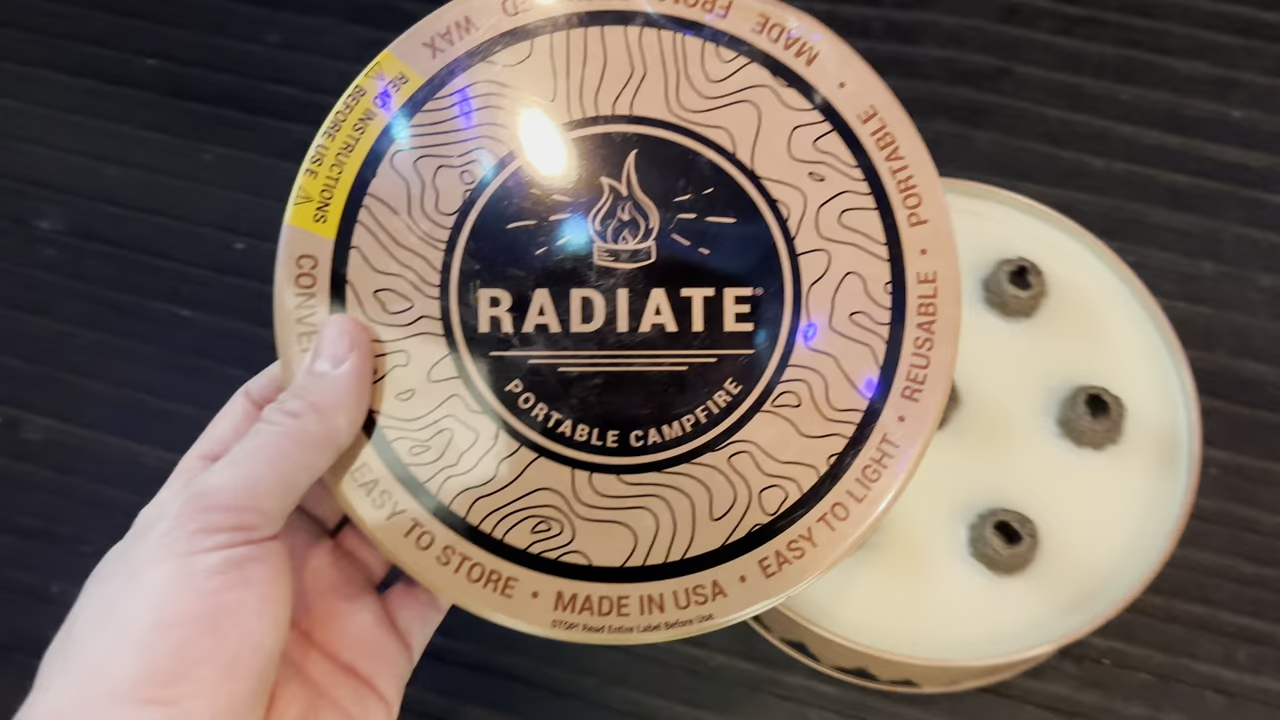 RADIATE®
PORTABLE CAMPFIRE
WAX
MADE
• PORTABLE • REUSABLE • EASY TO LIGHT • MADE IN USA • EASY TO STORE
STOP! Read Entire Label Before Use.
READ INSTRUCTIONS
BEFORE USE